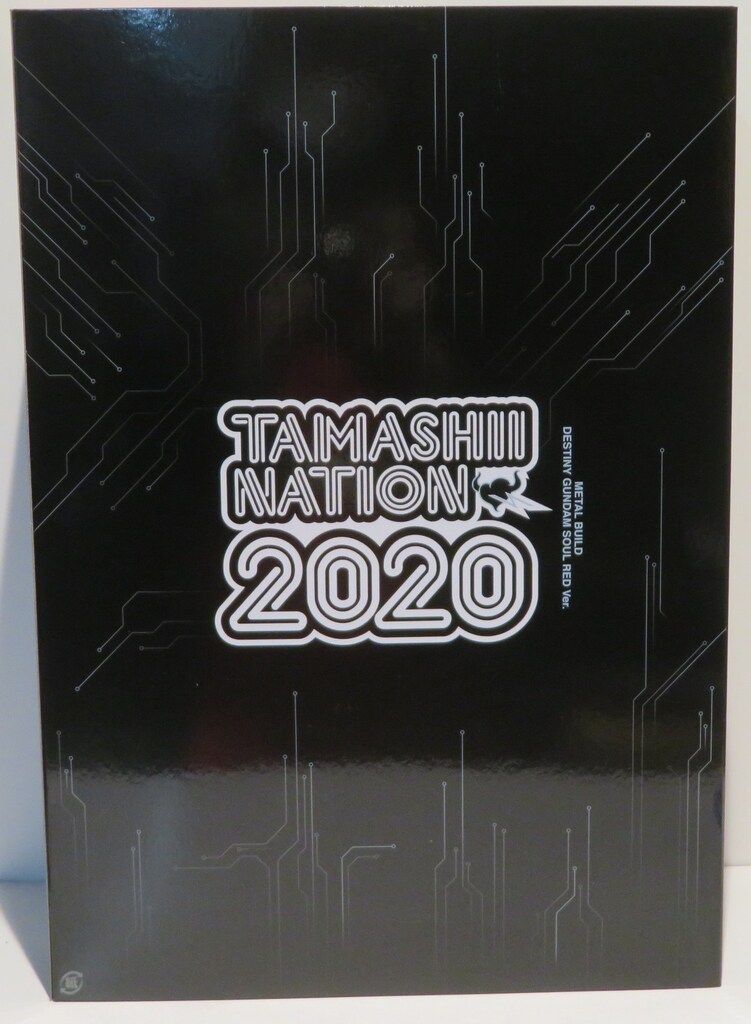 TAMASHII
NATION
2020
METAL BUILD
DESTINY GUNDAM SOUL RED Ver.